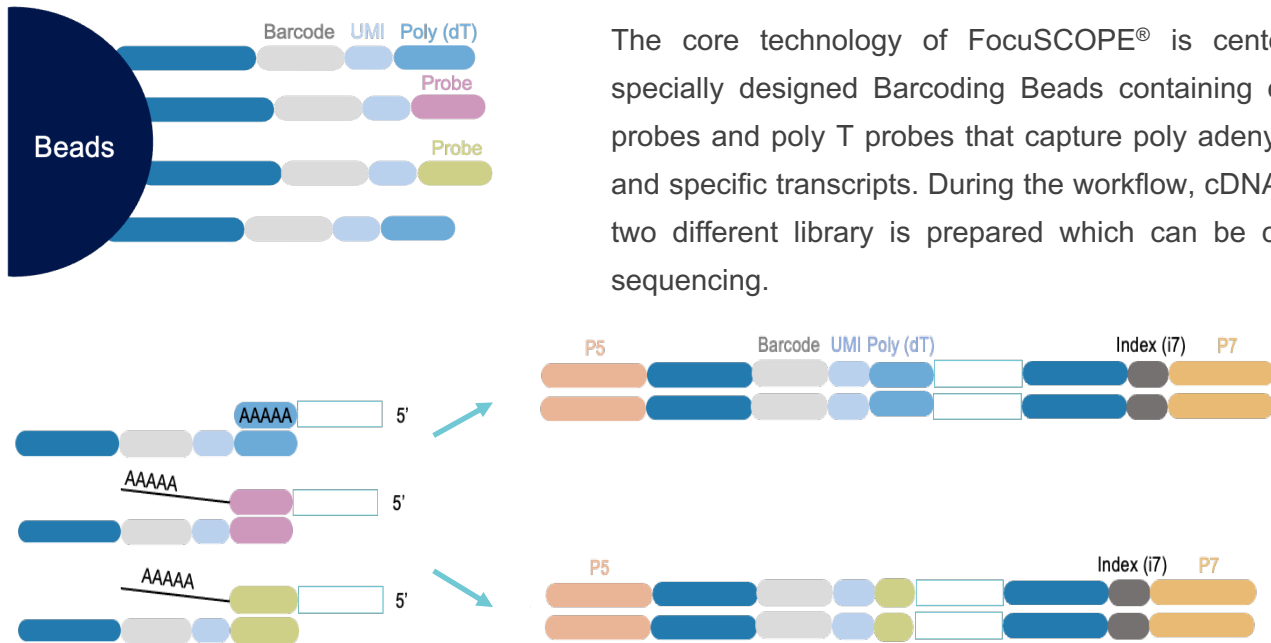 Barcode UMI Poly (dT)
Probe
Beads
Probe
The core technology of FocuSCOPE®  is
specially designed Barcoding Beads containing
probes and poly T probes that capture poly
and specific transcripts. During the workflow, cDNA
two different library is prepared which can be
sequencing.
P5 Barcode UMI Poly (dT) Index (i7) P7
AAAAA 5’
AAAAA
5’
AAAAA
5’
P5 Index (i7) P7